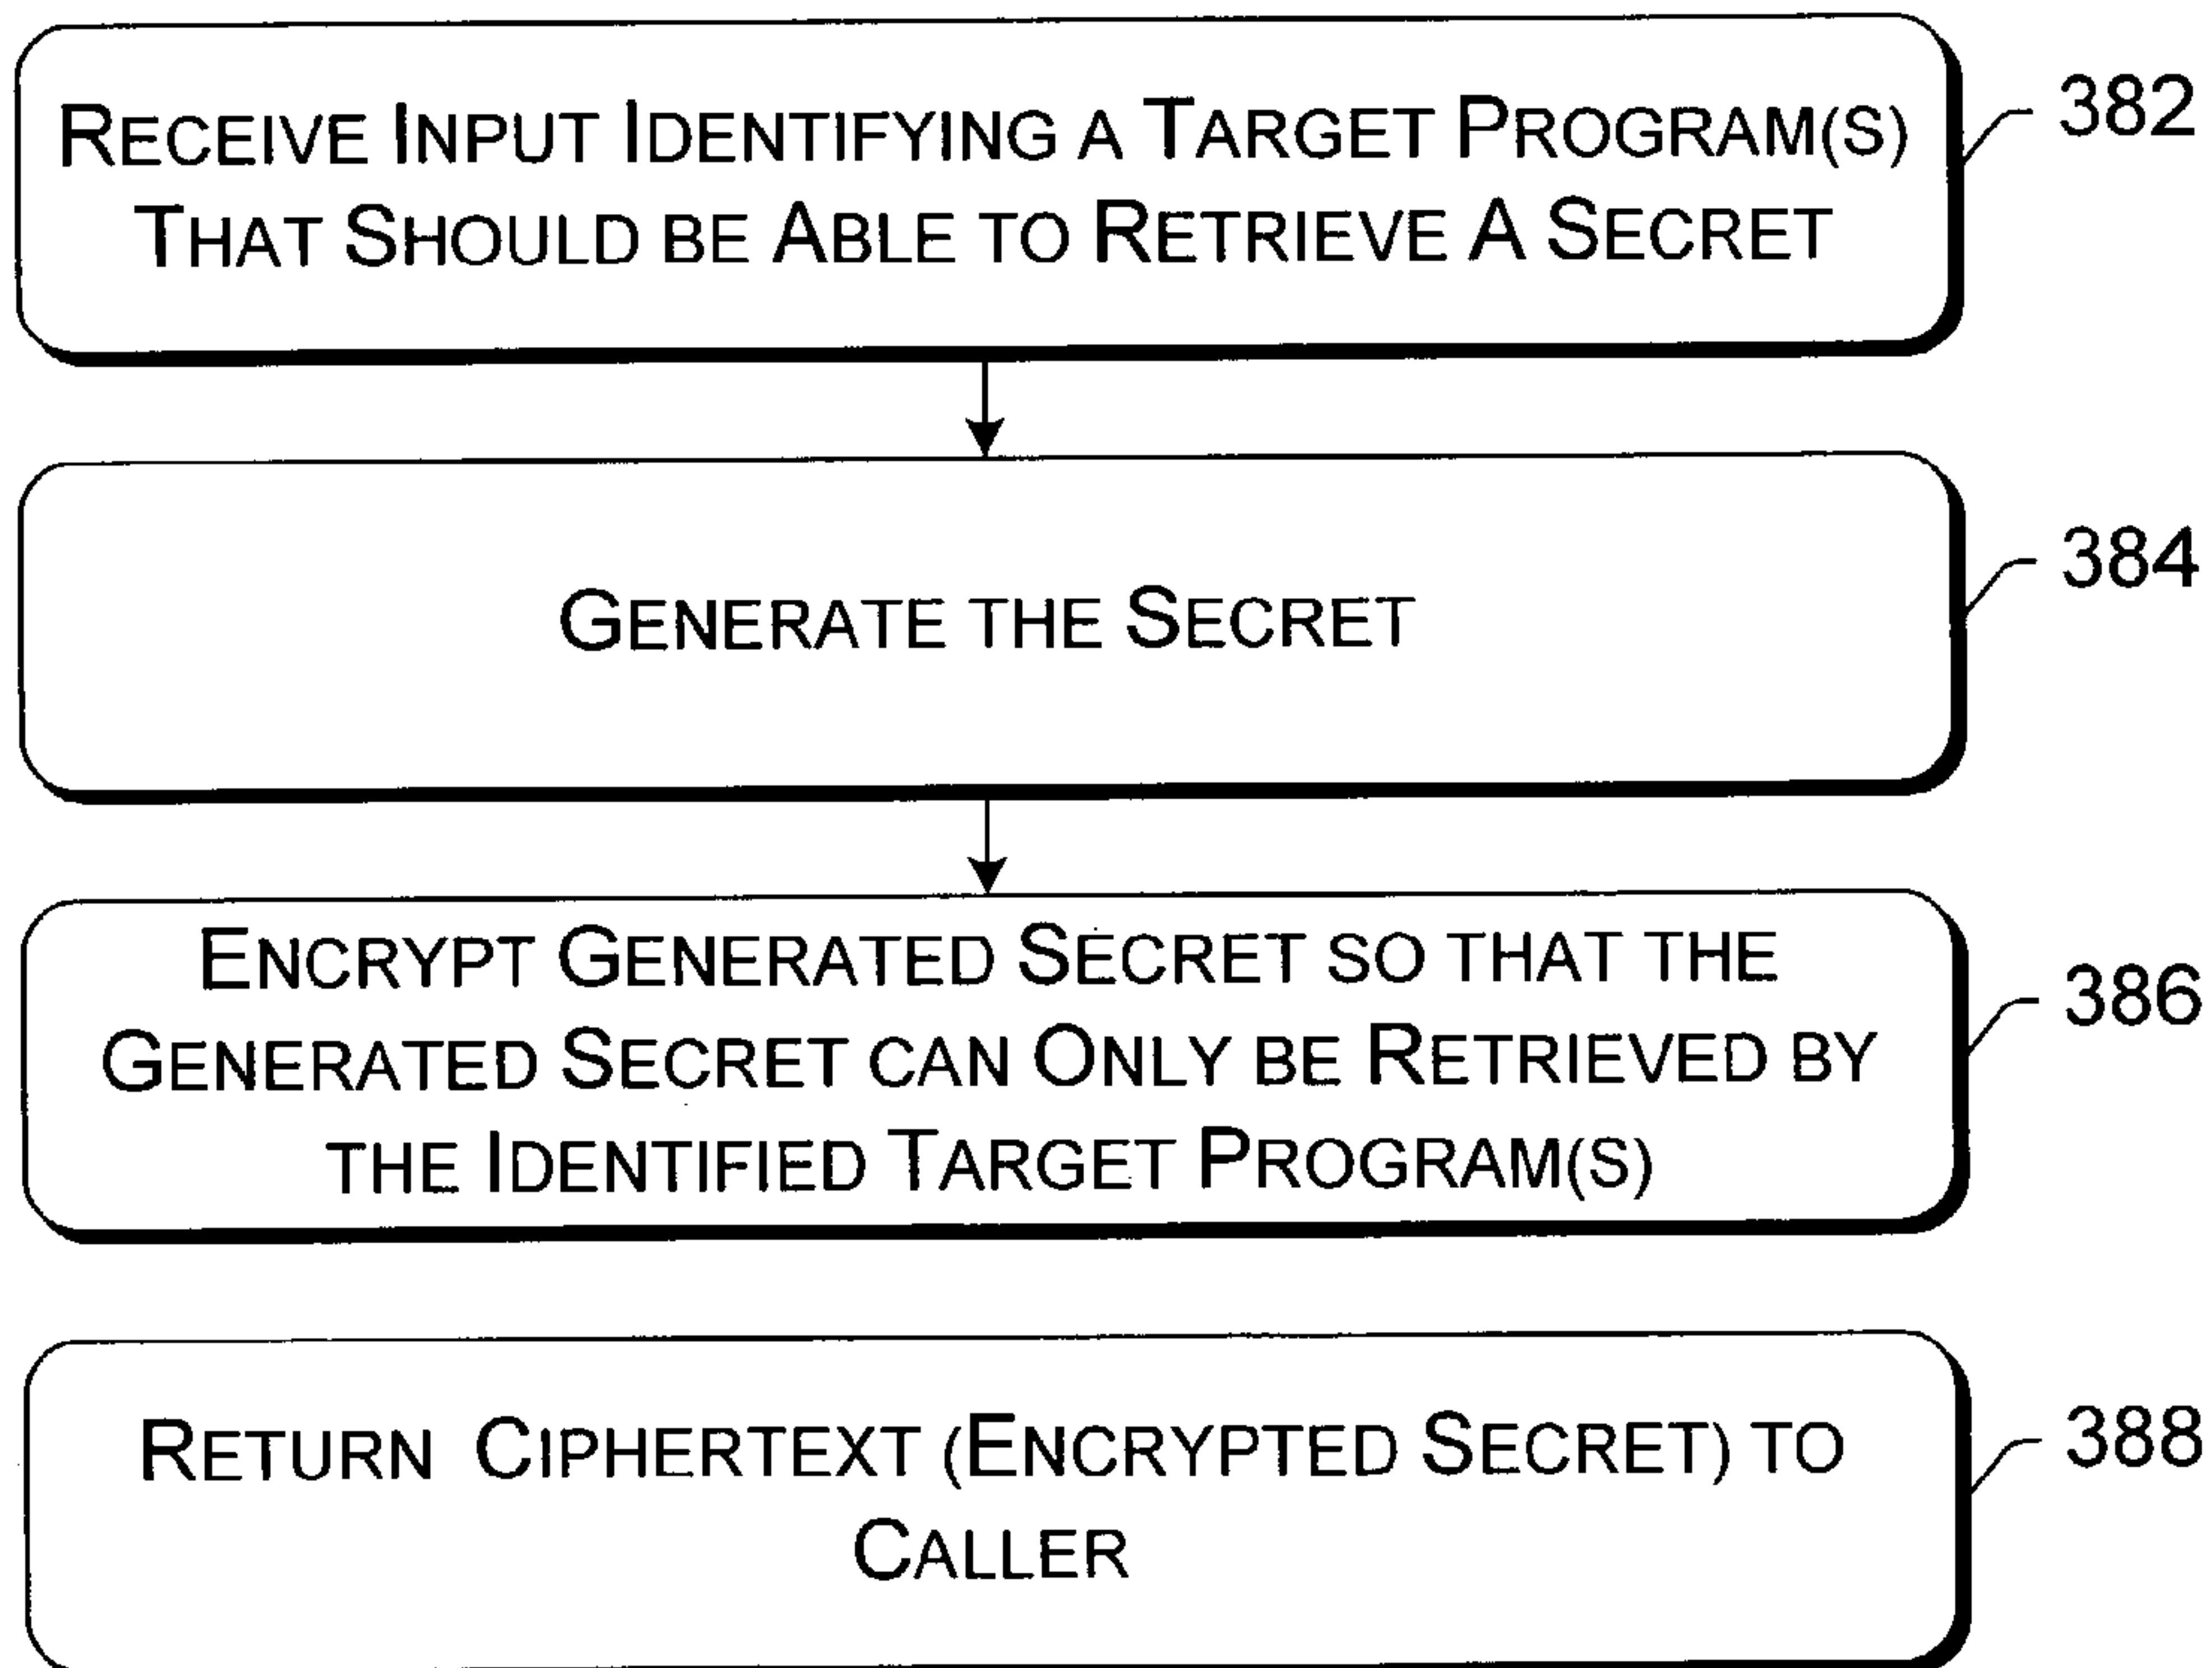 RECEIVE INPUT IDENTIFYING A TARGET PROGRAM(S)
THAT SHOULD BE ABLE TO RETRIEVE A SECRET
382
GENERATE THE SECRET
384
ENCRYPT GENERATED SECRET SO THAT THE
GENERATED SECRET CAN ONLY BE RETRIEVED BY
THE IDENTIFIED TARGET PROGRAM(S)
386
RETURN CIPHERTEXT (ENCRYPTED SECRET) TO
CALLER
388